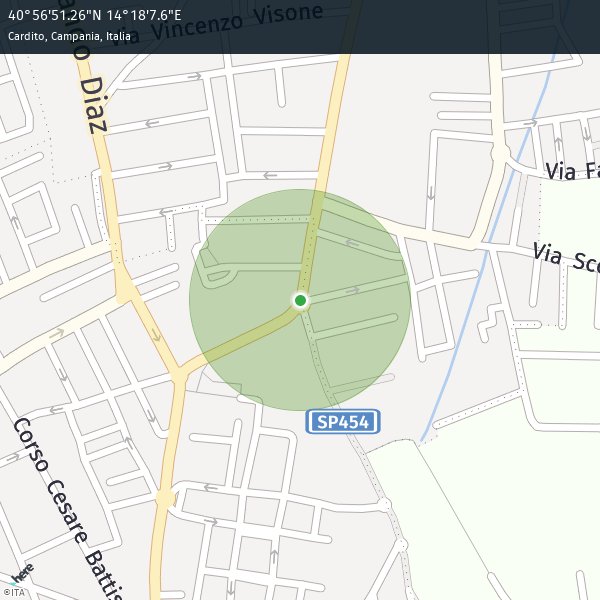 40°56'51.26"N 14°18'7.6"E
Cardito, Campania, Italia
Via Vincenzo Visone
Diaz
Via Fa
Via Sco
SP454
Corso Cesare Battis
here
©ITA